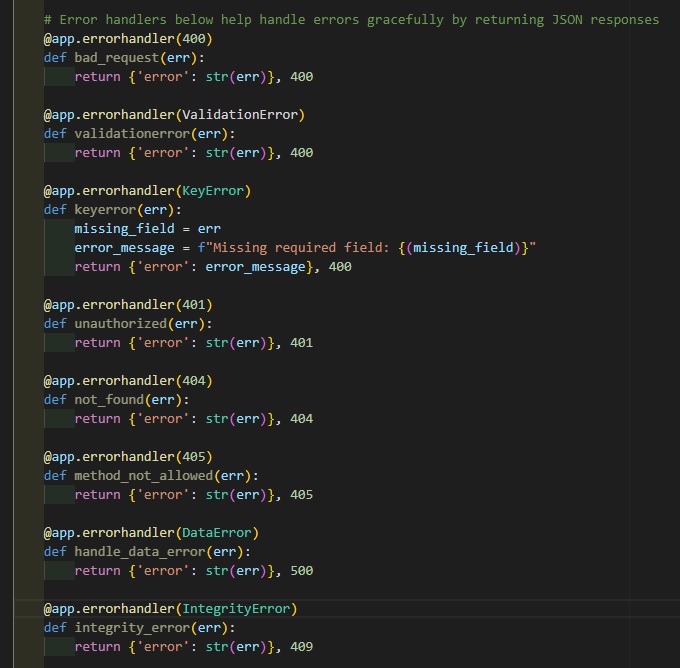 # Error handlers below help handle errors gracefully by returning JSON responses
@app.errorhandler(400)
def bad_request(err):
    return {'error': str(err)}, 400

@app.errorhandler(ValidationError)
def validationerror(err):
    return {'error': str(err)}, 400

@app.errorhandler(KeyError)
def keyerror(err):
    missing_field = err
    error_message = f"Missing required field: {(missing_field)}"
    return {'error': error_message}, 400

@app.errorhandler(401)
def unauthorized(err):
    return {'error': str(err)}, 401

@app.errorhandler(404)
def not_found(err):
    return {'error': str(err)}, 404

@app.errorhandler(405)
def method_not_allowed(err):
    return {'error': str(err)}, 405

@app.errorhandler(DataError)
def handle_data_error(err):
    return {'error': str(err)}, 500

@app.errorhandler(IntegrityError)
def integrity_error(err):
    return {'error': str(err)}, 409